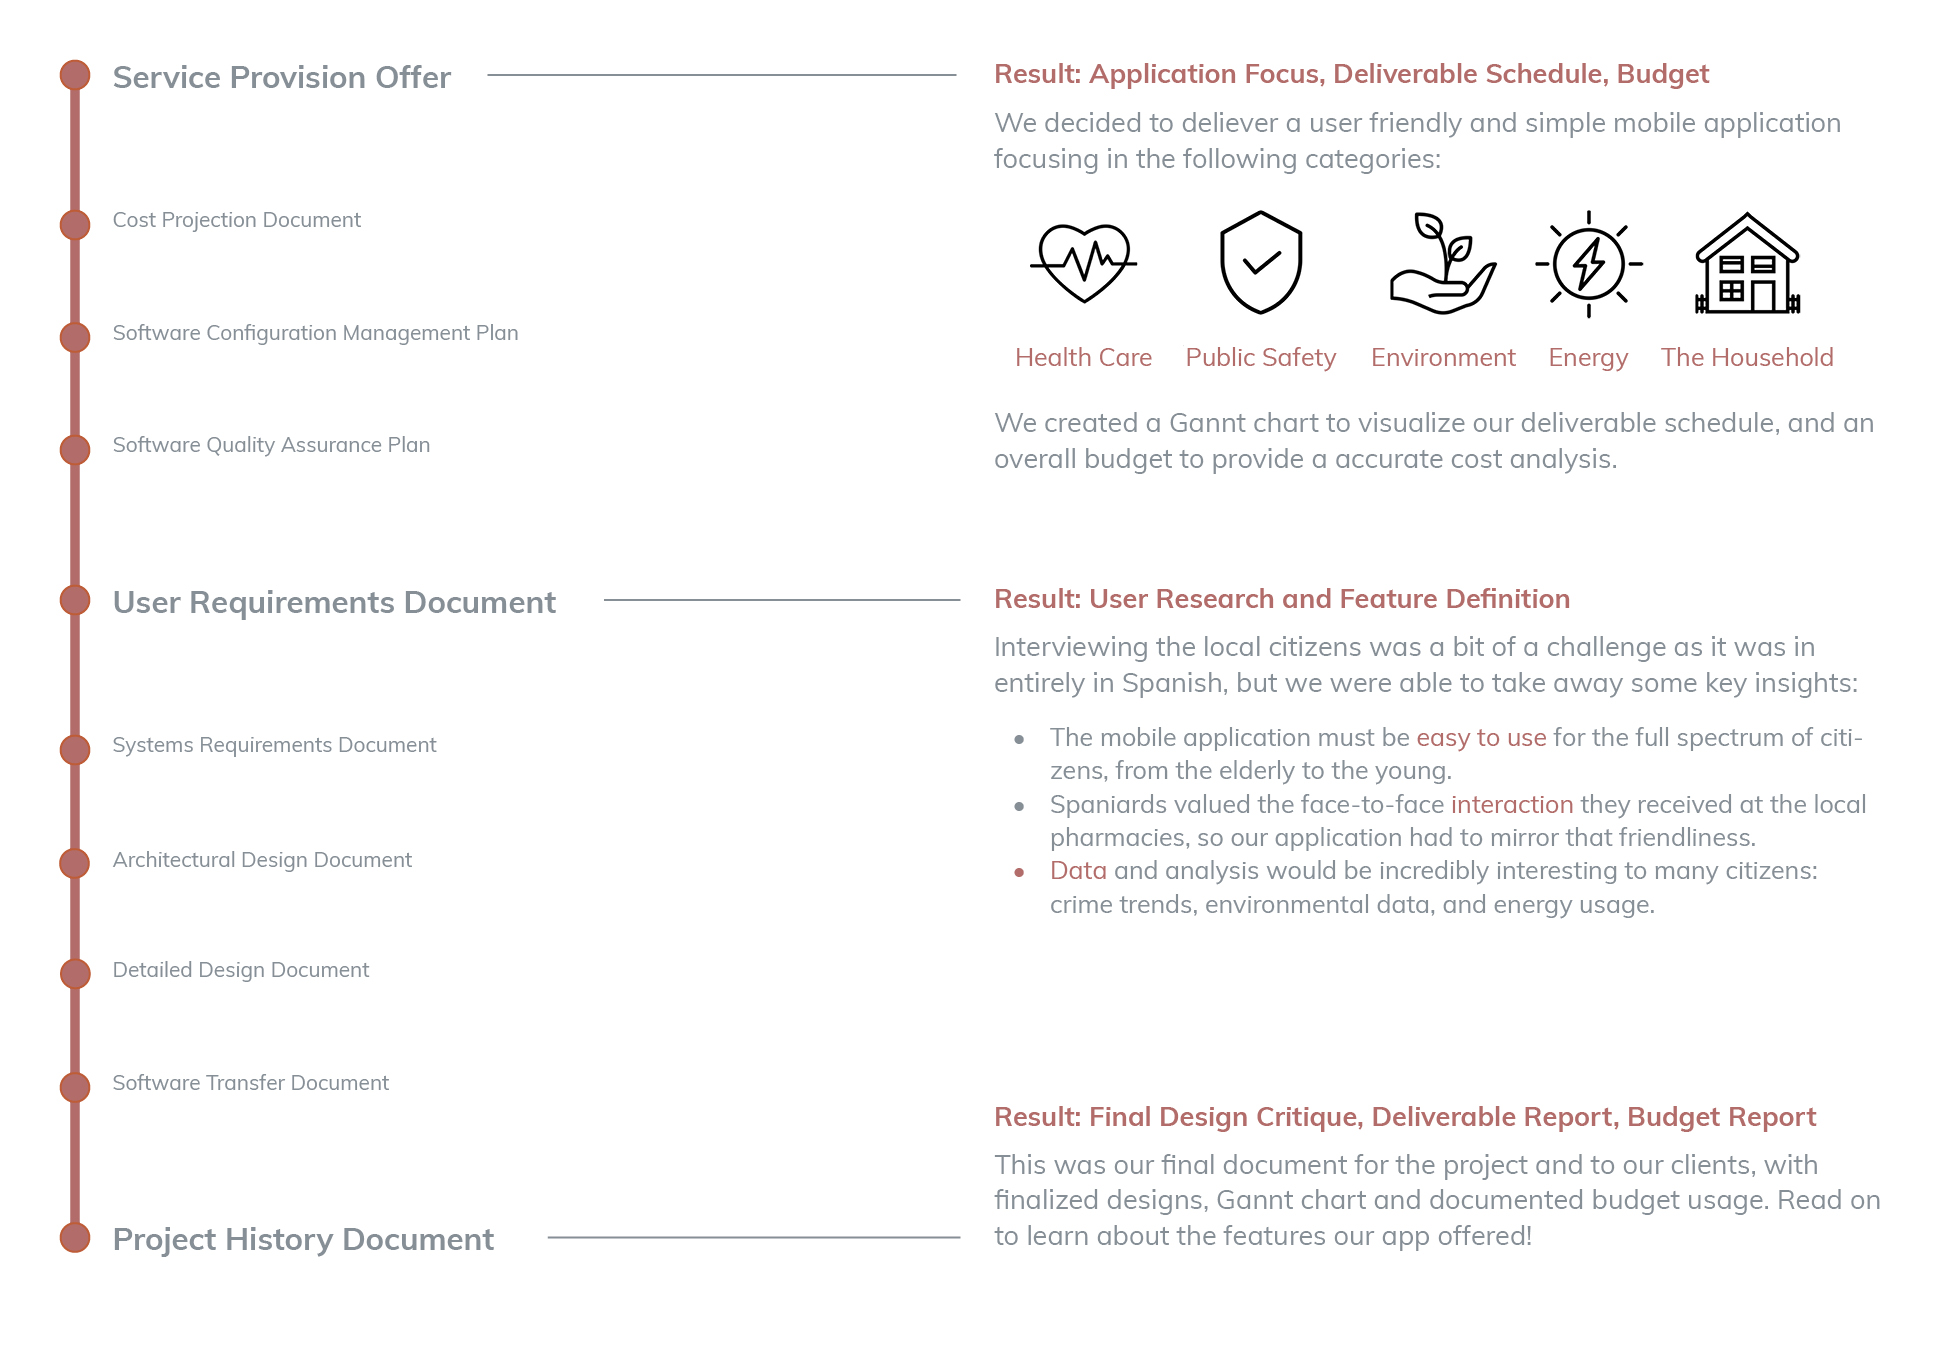 Service Provision Offer
Result: Application Focus, Deliverable Schedule, Budget
We decided to deliever a user friendly and simple mobile application
focusing in the following categories:
Cost Projection Document
Software Configuration Management Plan
Health Care
Public Safety
Environment
Energy
The Household
Software Quality Assurance Plan
We created a Gannt chart to visualize our deliverable schedule, and an
overall budget to provide a accurate cost analysis.
User Requirements Document
Result: User Research and Feature Definition
Interviewing the local citizens was a bit of a challenge as it was in
entirely in Spanish, but we were able to take away some key insights:
Systems Requirements Document
• The mobile application must be easy to use for the full spectrum of citi-
zens, from the elderly to the young.
• Spaniards valued the face-to-face interaction they received at the local
pharmacies, so our application had to mirror that friendliness.
• Data and analysis would be incredibly interesting to many citizens:
crime trends, environmental data, and energy usage.
Architectural Design Document
Detailed Design Document
Software Transfer Document
Project History Document
Result: Final Design Critique, Deliverable Report, Budget Report
This was our final document for the project and to our clients, with
finalized designs, Gannt chart and documented budget usage. Read on
to learn about the features our app offered!